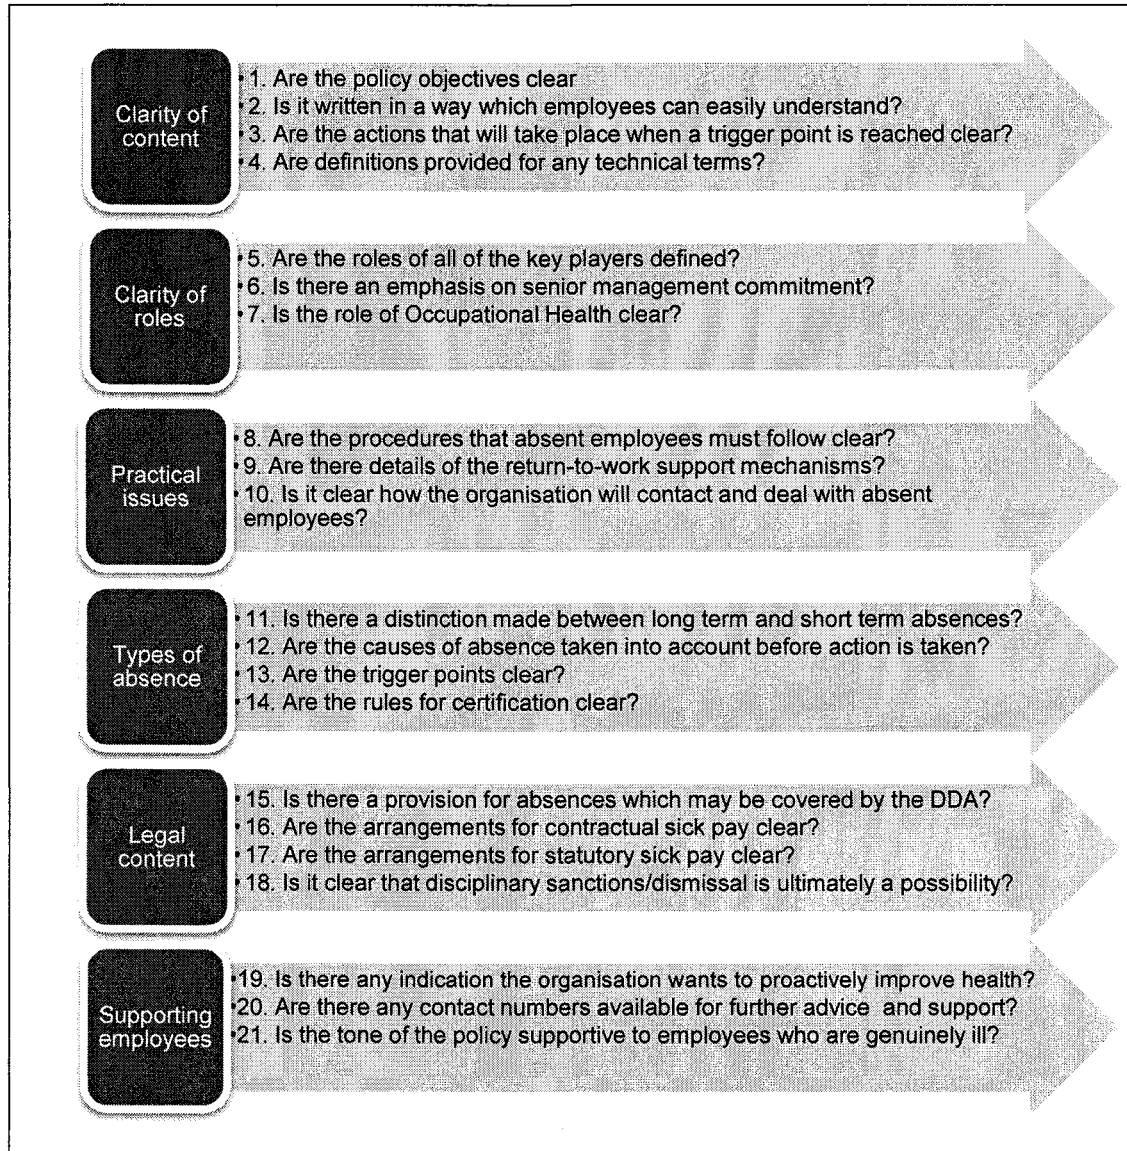 Clarity of
content
• 1. Are the policy objectives clear
• 2. Is it written in a way which employees can easily understand?
• 3. Are the actions that will take place when a trigger point is reached clear?
• 4. Are definitions provided for any technical terms?
Clarity of
roles
• 5. Are the roles of all of the key players defined?
• 6. Is there an emphasis on senior management commitment?
• 7. Is the role of Occupational Health clear?
Practical
issues
• 8. Are the procedures that absent employees must follow clear?
• 9. Are there details of the return-to-work support mechanisms?
• 10. Is it clear how the organisation will contact and deal with absent
employees?
Types of
absence
• 11. Is there a distinction made between long term and short term absences?
• 12. Are the causes of absence taken into account before action is taken?
• 13. Are the trigger points clear?
• 14. Are the rules for certification clear?
Legal
content
• 15. Is there a provision for absences which may be covered by the DDA?
• 16. Are the arrangements for contractual sick pay clear?
• 17. Are the arrangements for statutory sick pay clear?
• 18. Is it clear that disciplinary sanctions/dismissal is ultimately a possibility?
Supporting
employees
• 19. Is there any indication the organisation wants to proactively improve health?
• 20. Are there any contact numbers available for further advice and support?
• 21. Is the tone of the policy supportive to employees who are genuinely ill?